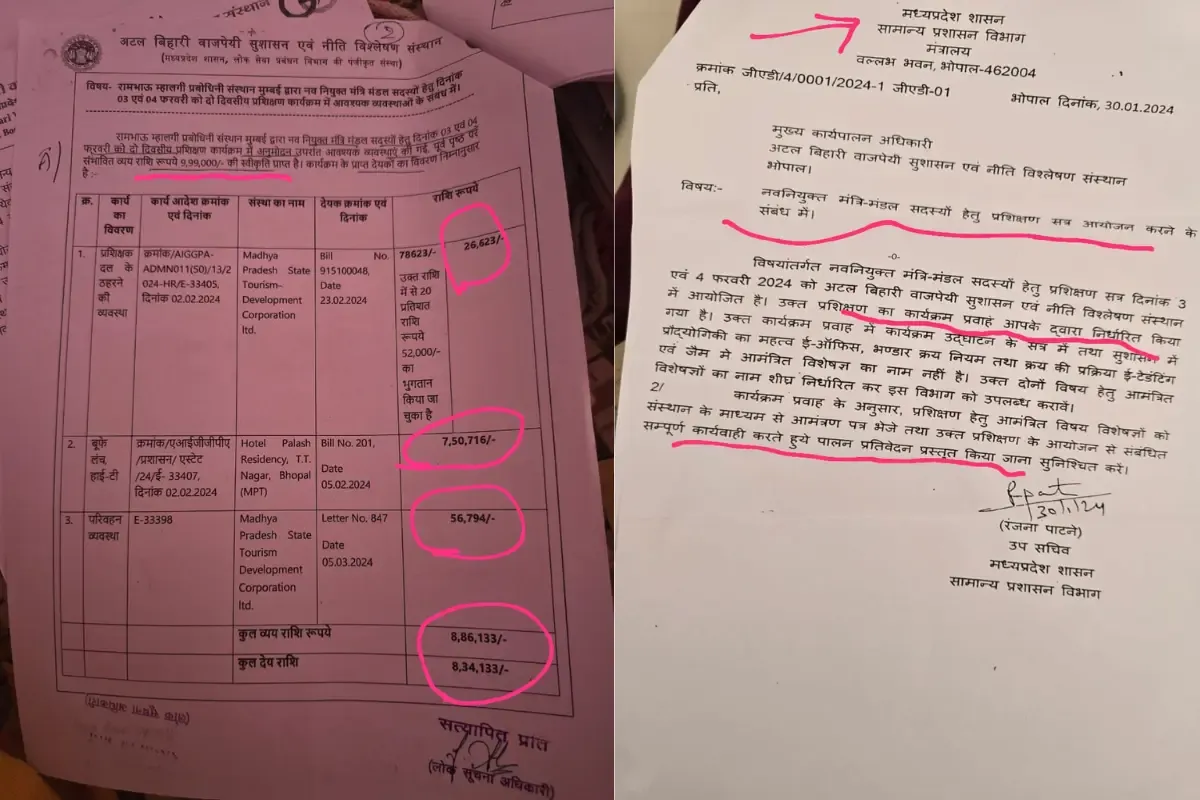 संस्थान
अटल बिहारी वाजपेयी सुशासन एवं नीति विश्लेषण संस्थान
(मध्यप्रदेश शासन, लोक सेवा प्रबंधन विभाग की पंजीकृत संस्था)
विषय- रामभाऊ म्हालगी प्रबोधिनी संस्थान मुम्बई द्वारा नव नियुक्त मंत्रि मंडल सदस्यों हेतु दिनांक
03 एवं 04 फरवरी को दो दिवसीय प्रशिक्षण कार्यक्रम में आवश्यक व्यवस्थाओं के संबंध में।
रामभाऊ म्हालगी प्रबोधिनी संस्थान मुम्बई द्वारा नव नियुक्त मंत्रि मंडल सदस्यों हेतु दिनांक 03 एवं 04
फरवरी को दो दिवसीय प्रशिक्षण कार्यक्रम में अनुमोदन उपरांत आवश्यक व्यवस्थाएं की गई, पूर्व पृष्ठ पर
संभावित व्यय राशि रूपये 9,99,000/- की स्वीकृति प्राप्त है। कार्यक्रम के प्राप्त देयकों का विवरण निम्नानुसार
है :-
क्र. कार्य का विवरण कार्य आदेश क्रमांक एवं दिनांक संस्था का नाम देयक क्रमांक एवं दिनांक राशि रूपये
1. प्रशिक्षक दल के ठहरने की व्यवस्था क्रमांक/AIGGPA-ADMN011(50)/13/2024-HR/E-33405, दिनांक 02.02.2024 Madhya Pradesh State Tourism Development Corporation ltd. Bill No. 915100048, Date 23.02.2024 78623/- उक्त राशि में से 20 प्रतिशत राशि रूपये 52,000/- का भुगतान किया जा चुका है 26,623/-
2. बूफे लंच, हाई-टी क्रमांक/एआईजीजीपीए/प्रशासन/ एस्टेट/24/ई- 33407, दिनांक 02.02.2024 Hotel Palash Residency, T.T. Nagar, Bhopal (MPT) Bill No. 201, Date 05.02.2024 7,50,716/-
3. परिवहन व्यवस्था E-33398 Madhya Pradesh State Tourism Development Corporation ltd. Letter No. 847 Date 05.03.2024 56,794/-
कुल व्यय राशि रूपये 8,86,133/-
कुल देय राशि 8,34,133/-
सत्यापित प्रति
(लोक सूचना अधिकारी)
मध्यप्रदेश शासन
सामान्य प्रशासन विभाग
मंत्रालय
वल्लभ भवन, भोपाल-462004
क्रमांक जीएडी/4/0001/2024-1 जीएडी-01
भोपाल दिनांक, 30.01.2024
प्रति,
मुख्य कार्यपालन अधिकारी
अटल बिहारी वाजपेयी सुशासन एवं नीति विश्लेषण संस्थान
भोपाल।
विषय:- नवनियुक्त मंत्रि-मंडल सदस्यों हेतु प्रशिक्षण सत्र आयोजन करने के
संबंध में।
-0-
विषयांतर्गत नवनियुक्त मंत्रि-मंडल सदस्यों हेतु प्रशिक्षण सत्र दिनांक 3
एवं 4 फरवरी 2024 को अटल बिहारी वाजपेयी सुशासन एवं नीति विश्लेषण संस्थान
में आयोजित है। उक्त प्रशिक्षण का कार्यक्रम प्रवाह आपके द्वारा निर्धारित किया
गया है। उक्त कार्यक्रम प्रवाह में कार्यक्रम उद्घाटन के सत्र में तथा सुशासन में
प्रौद्योगिकी का महत्व ई-ऑफिस, भण्डार क्रय नियम तथा क्रय की प्रक्रिया ई-टेडंटिंग
एवं जैम मे आमंत्रित विशेषज्ञ का नाम नहीं है। उक्त दोनों विषय हेतु आमंत्रित
विशेषज्ञों का नाम शीघ्र निर्धारित कर इस विभाग को उपलब्ध करावें।
2/
कार्यक्रम प्रवाह के अनुसार, प्रशिक्षण हेतु आमंत्रित विषय विशेषज्ञों को
संस्थान के माध्यम से आमंत्रण पत्र भेजे तथा उक्त प्रशिक्षण के आयोजन से संबंधित
सम्पूर्ण कार्यवाही करते हुये पालन प्रतिवेदन प्रस्तुत किया जाना सुनिश्चित करें।
30/1/24
(रंजना पाटने)
उप सचिव
मध्यप्रदेश शासन
सामान्य प्रशासन विभाग